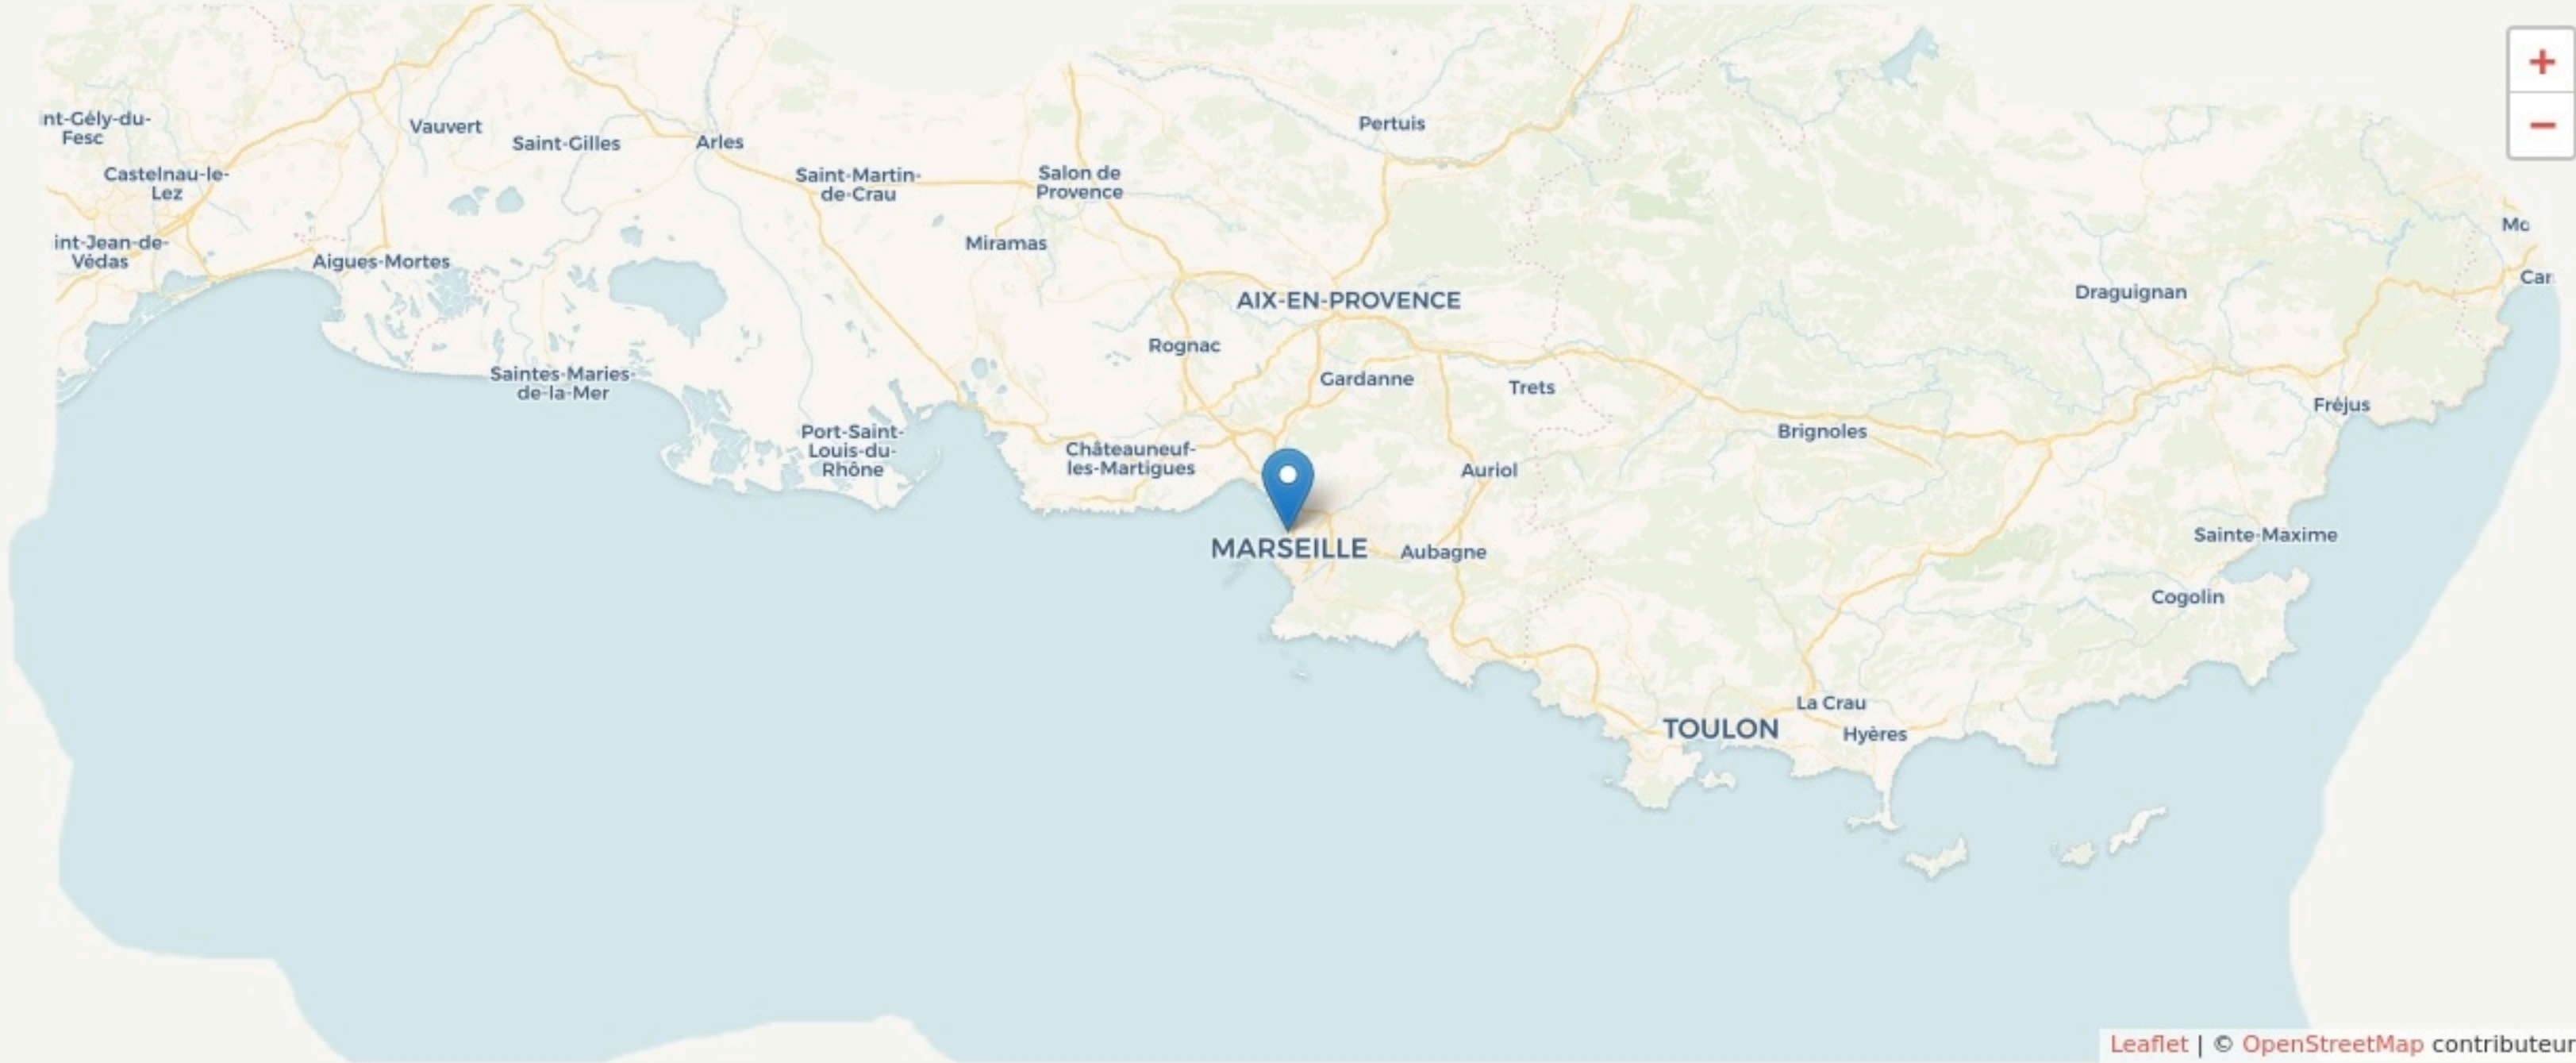 +
−
nt-Gély-du-
Fesc
Vauvert
Saint-Gilles
Arles
Pertuis
Castelnau-le-
Lez
Saint-Martin-
de-Crau
Salon de
Provence
Mo
int-Jean-de-
Védas
Aigues-Mortes
Miramas
Car
AIX-EN-PROVENCE
Draguignan
Rognac
Saintes-Maries-
de-la-Mer
Gardanne
Trets
Fréjus
Port-Saint-
Louis-du-
Rhône
Châteauneuf-
les-Martigues
Brignoles
Auriol
MARSEILLE
Aubagne
Sainte-Maxime
Cogolin
La Crau
TOULON
Hyères
Leaflet | © OpenStreetMap contributeur